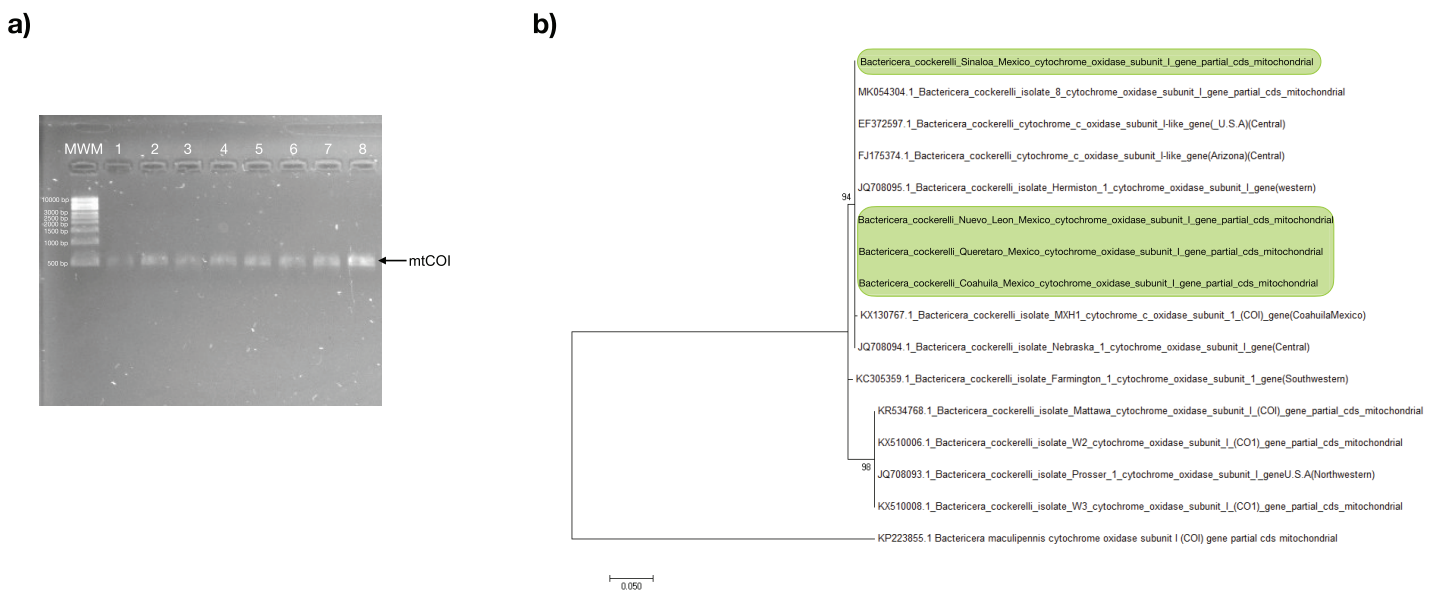 a)
MWM 1 2 3 4 5 6 7 8
10000 bp
3000 bp
2500 bp
2000 bp
1500 bp
1000 bp
500 bp
mtCOI
b)
Bactericera_cockerelli_Sinaloa_Mexico_cytochrome_oxidase_subunit_I_gene_partial_cds_mitochondrial
MK054304.1_Bactericera_cockerelli_isolate_8_cytochrome_oxidase_subunit_I_gene_partial_cds_mitochondrial
EF372597.1_Bactericera_cockerelli_cytochrome_c_oxidase_subunit_I-like_gene(_U.S.A)(Central)
FJ175374.1_Bactericera_cockerelli_cytochrome_c_oxidase_subunit_I-like_gene(Arizona)(Central)
JQ708095.1_Bactericera_cockerelli_isolate_Hermiston_1_cytochrome_oxidase_subunit_I_gene(western)
94
Bactericera_cockerelli_Nuevo_Leon_Mexico_cytochrome_oxidase_subunit_I_gene_partial_cds_mitochondrial
Bactericera_cockerelli_Queretaro_Mexico_cytochrome_oxidase_subunit_I_gene_partial_cds_mitochondrial
Bactericera_cockerelli_Coahuila_Mexico_cytochrome_oxidase_subunit_I_gene_partial_cds_mitochondrial
KX130767.1_Bactericera_cockerelli_isolate_MXH1_cytochrome_c_oxidase_subunit_1_(COI)_gene(CoahuilaMexico)
JQ708094.1_Bactericera_cockerelli_isolate_Nebraska_1_cytochrome_oxidase_subunit_I_gene(Central)
KC305359.1_Bactericera_cockerelli_isolate_Farmington_1_cytochrome_oxidase_subunit_1_gene(Southwestern)
KR534768.1_Bactericera_cockerelli_isolate_Mattawa_cytochrome_oxidase_subunit_I_(COI)_gene_partial_cds_mitochondrial
KX510006.1_Bactericera_cockerelli_isolate_W2_cytochrome_oxidase_subunit_I_(CO1)_gene_partial_cds_mitochondrial
98
JQ708093.1_Bactericera_cockerelli_isolate_Prosser_1_cytochrome_oxidase_subunit_I_geneU.S.A(Northwestern)
KX510008.1_Bactericera_cockerelli_isolate_W3_cytochrome_oxidase_subunit_I_(CO1)_gene_partial_cds_mitochondrial
KP223855.1 Bactericera maculipennis cytochrome oxidase subunit I (COI) gene partial cds mitochondrial
0.050